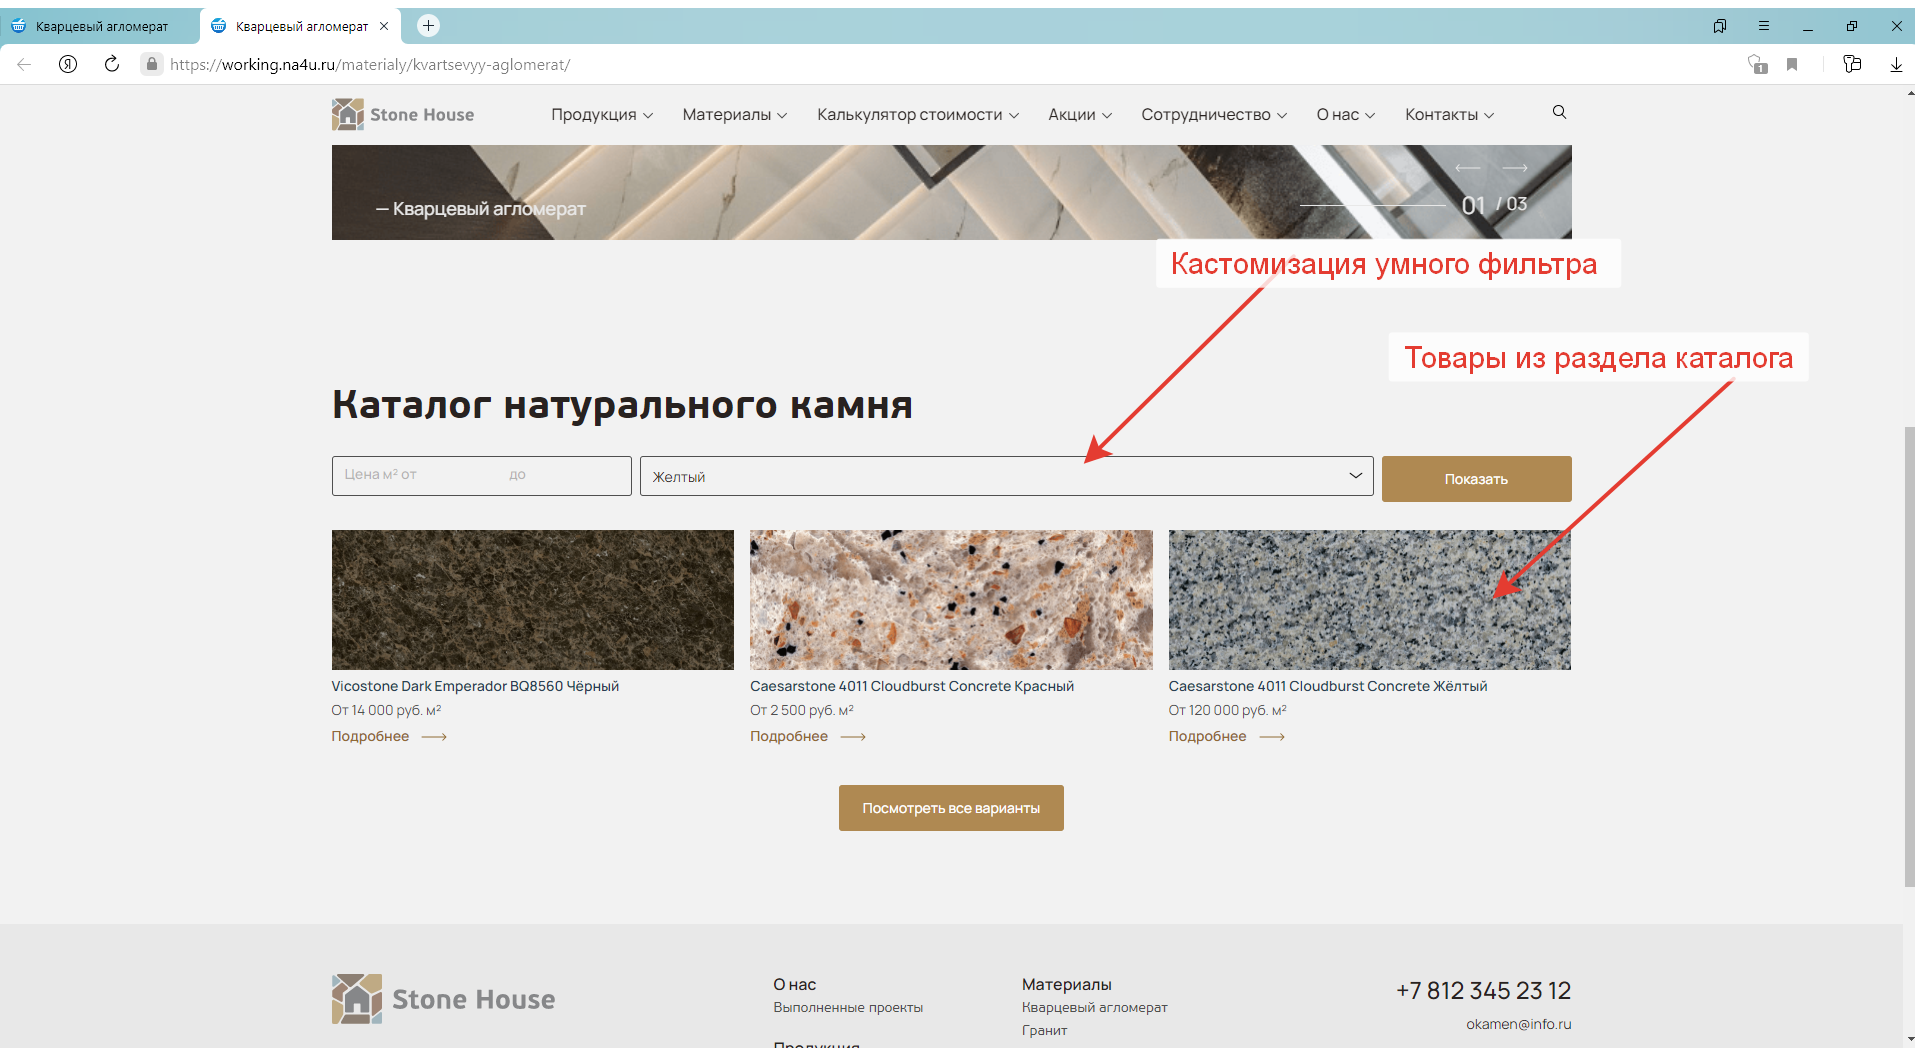 Кварцевый агломерат
Кварцевый агломерат
https://working.na4u.ru/materialy/kvartsevyy-aglomerat/
1
Stone House
Продукция
Материалы
Калькулятор стоимости
Акции
Сотрудничество
О нас
Контакты
— Кварцевый агломерат
01 / 03
Кастомизация умного фильтра
Товары из раздела каталога
Каталог натурального камня
Цена м² от до
Желтый
Показать
Vicostone Dark Emperador BQ8560 Чёрный
От 14 000 руб. м²
Подробнее
Caesarstone 4011 Cloudburst Concrete Красный
От 2 500 руб. м²
Подробнее
Caesarstone 4011 Cloudburst Concrete Жёлтый
От 120 000 руб. м²
Подробнее
Посмотреть все варианты
Stone House
О нас
Выполненные проекты
Продукция
Материалы
Кварцевый агломерат
Гранит
+7 812 345 23 12
okamen@info.ru